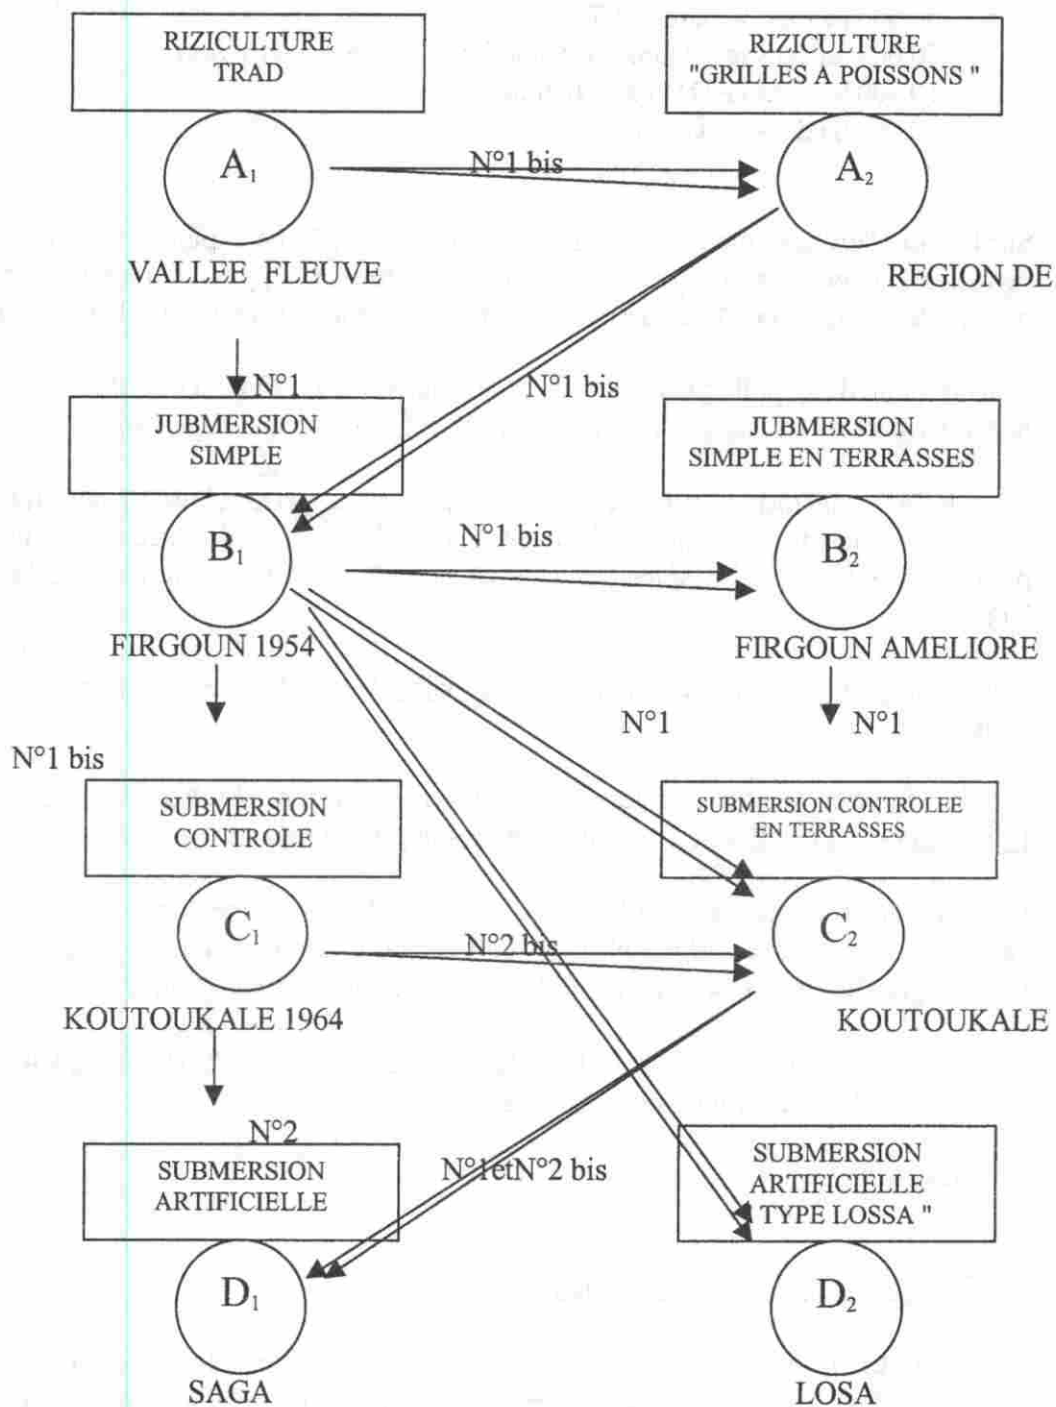 RIZICULTURE
TRAD
RIZICULTURE
"GRILLES A POISSONS "
A₁
N°1 bis
A₂
VALLEE FLEUVE
REGION DE
N°1
N°1 bis
JUBMERSION
SIMPLE
JUBMERSION
SIMPLE EN TERRASSES
B₁
N°1 bis
B₂
FIRGOUN 1954
FIRGOUN AMELIORE
N°1
N°1
N°1 bis
SUBMERSION
CONTROLE
SUBMERSION CONTROLEE
EN TERRASSES
C₁
N°2 bis
C₂
KOUTOUKALE 1964
KOUTOUKALE
N°2
SUBMERSION
ARTIFICIELLE
N°1etN°2 bis
SUBMERSION
ARTIFICIELLE
TYPE LOSSA "
D₁
D₂
SAGA
LOSA